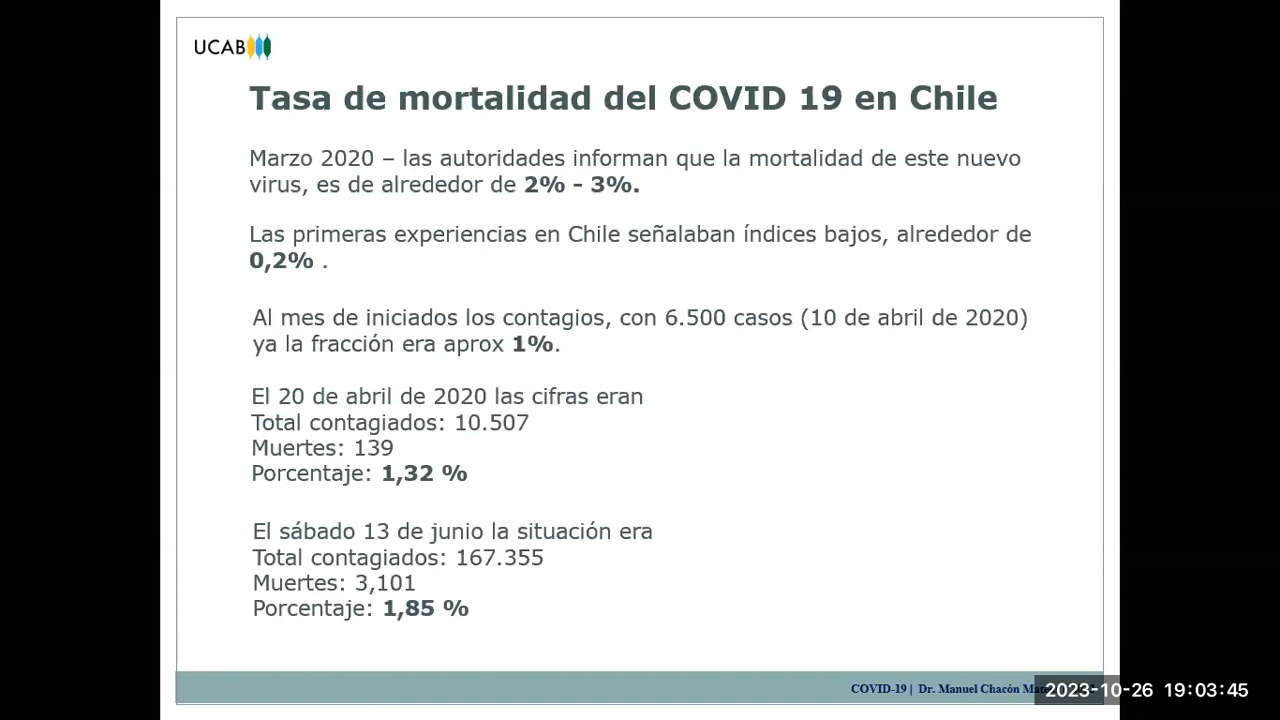 UCAB
Tasa de mortalidad del COVID 19 en Chile
Marzo 2020 – las autoridades informan que la mortalidad de este nuevo
virus, es de alrededor de 2% - 3%.
Las primeras experiencias en Chile señalaban índices bajos, alrededor de
0,2% .
Al mes de iniciados los contagios, con 6.500 casos (10 de abril de 2020)
ya la fracción era aprox 1%.
El 20 de abril de 2020 las cifras eran
Total contagiados: 10.507
Muertes: 139
Porcentaje: 1,32 %
El sábado 13 de junio la situación era
Total contagiados: 167.355
Muertes: 3,101
Porcentaje: 1,85 %
COVID-19 | Dr. Manuel Chacón
2023-10-26 19:03:45